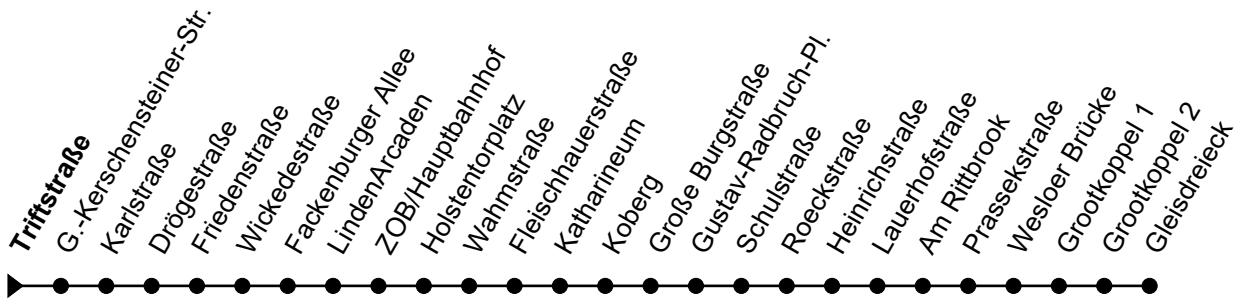 Triftstraße
G.-Kerschensteiner-Str.
Karlstraße
Drögestraße
Friedenstraße
Wickedestraße
Fackenburger Allee
LindenArcaden
ZOB/Hauptbahnhof
Holstentorplatz
Wahmstraße
Fleischhauerstraße
Katharineum
Koberg
Große Burgstraße
Gustav-Radbruch-Pl.
Schulstraße
Roeckstraße
Heinrichstraße
Lauerhofstraße
Am Rittbrook
Prassekstraße
Wesloer Brücke
Grootkoppel 1
Grootkoppel 2
Gleisdreieck